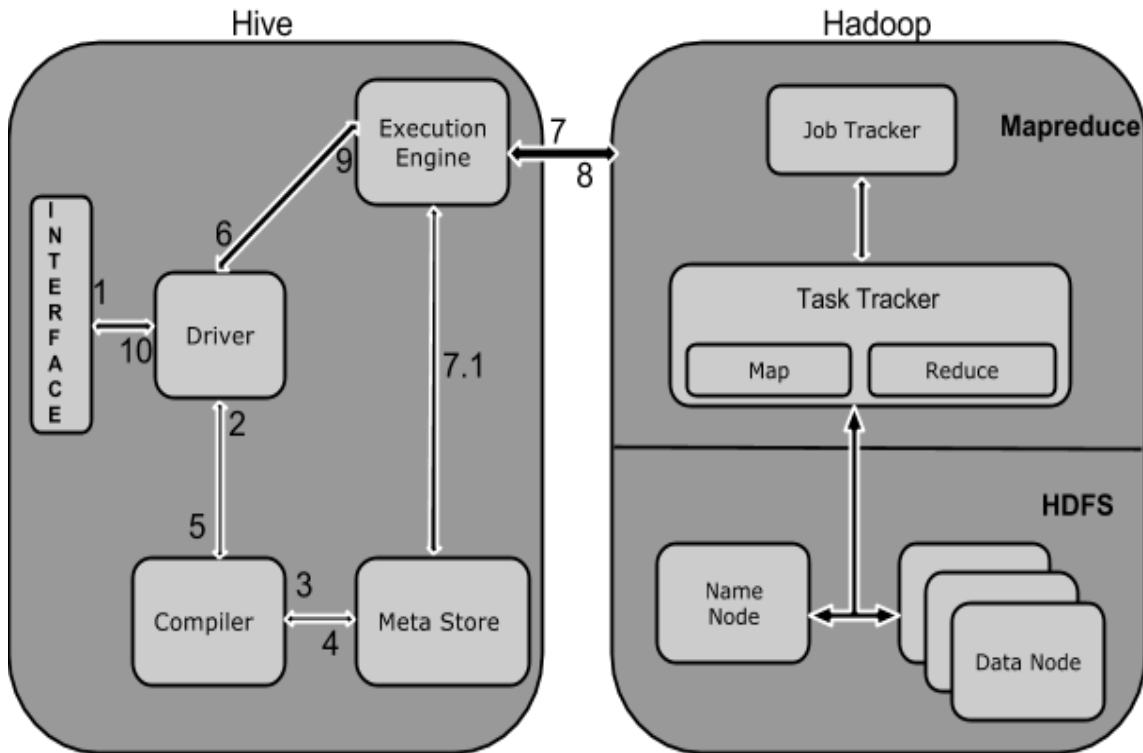 Hive
Hadoop
Execution
Engine
7
8
9
6
INTERFACE
1
10
Driver
7.1
2
5
Compiler
3
4
Meta Store
Job Tracker
Mapreduce
Task Tracker
Map
Reduce
HDFS
Name
Node
Data Node